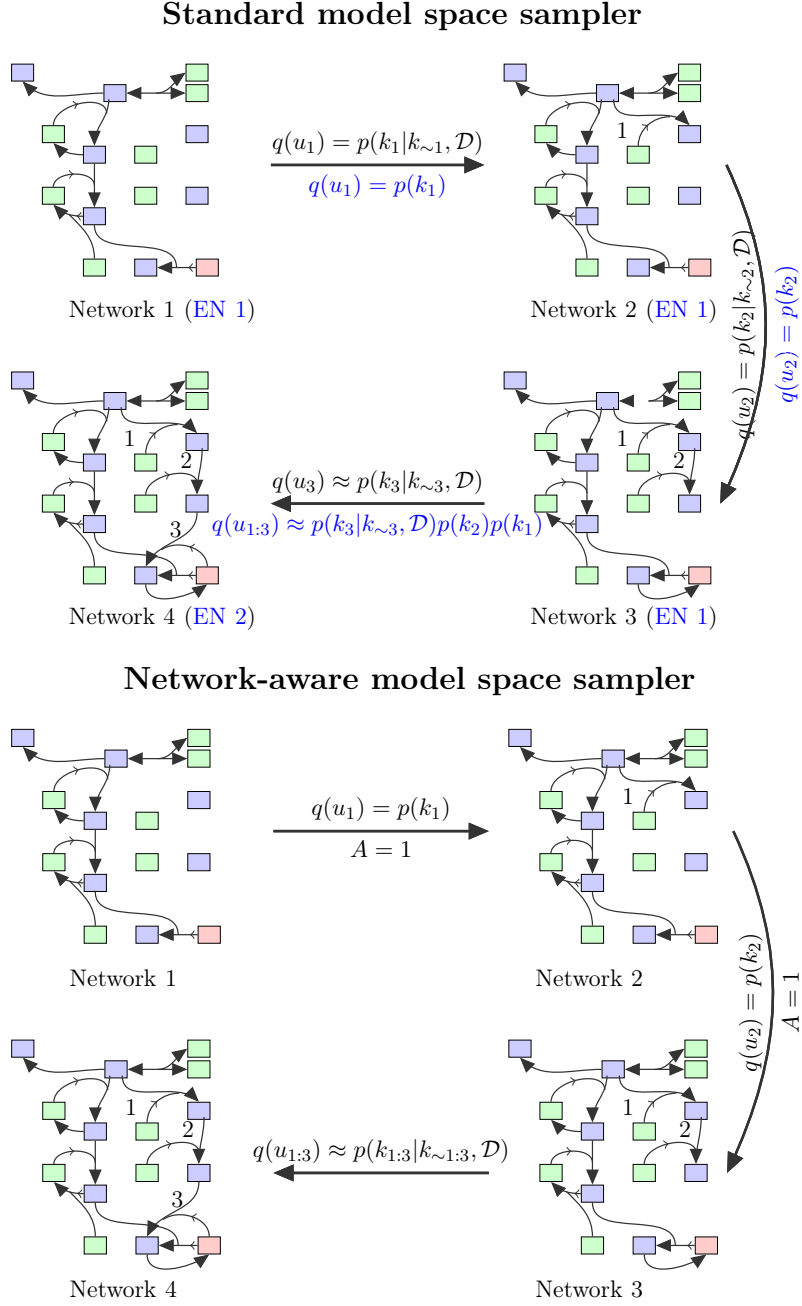 Standard model space sampler
1
q(u₁) = p(k₁|k∼₁, 𝒟)
q(u₁) = p(k₁)
Network 1 (EN 1)
Network 2 (EN 1)
q(u₂) = p(k₂|k∼₂, 𝒟)
q(u₂) = p(k₂)
1
2
3
q(u₃) ≈ p(k₃|k∼₃, 𝒟)
q(u₁:₃) ≈ p(k₃|k∼₃, 𝒟)p(k₂)p(k₁)
1
2
Network 4 (EN 2)
Network 3 (EN 1)
Network-aware model space sampler
1
q(u₁) = p(k₁)
A = 1
Network 1
Network 2
q(u₂) = p(k₂)
A = 1
1
2
3
q(u₁:₃) ≈ p(k₁:₃|k∼₁:₃, 𝒟)
1
2
Network 4
Network 3